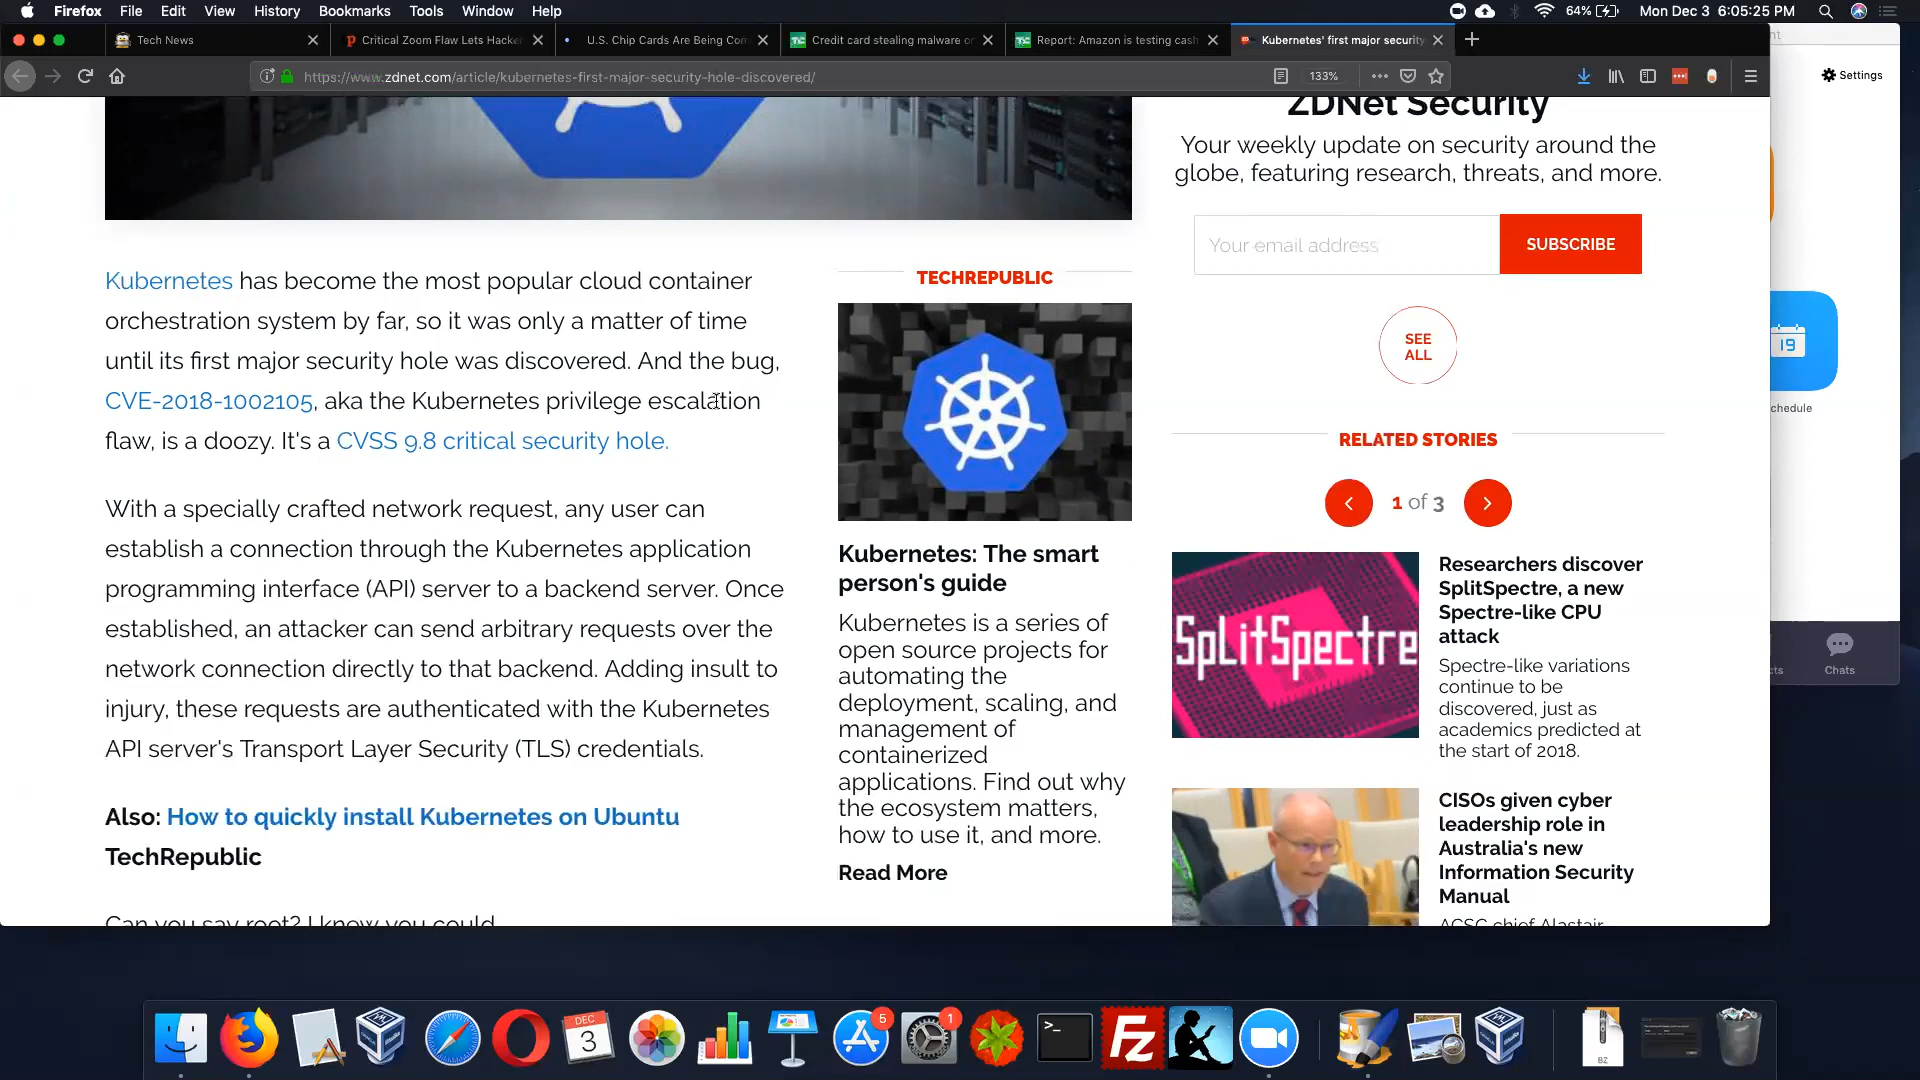 Firefox File Edit View History Bookmarks Tools Window Help
64% Mon Dec 3 6:05:25 PM
Tech News
Critical Zoom Flaw Lets Hacke
U.S. Chip Cards Are Being Com
Credit card stealing malware or
Report: Amazon is testing cash
Kubernetes' first major security
https://www.zdnet.com/article/kubernetes-first-major-security-hole-discovered/
133%
Settings
Kubernetes has become the most popular cloud container
orchestration system by far, so it was only a matter of time
until its first major security hole was discovered. And the bug,
CVE-2018-1002105, aka the Kubernetes privilege escalation
flaw, is a doozy. It's a CVSS 9.8 critical security hole.
With a specially crafted network request, any user can
establish a connection through the Kubernetes application
programming interface (API) server to a backend server. Once
established, an attacker can send arbitrary requests over the
network connection directly to that backend. Adding insult to
injury, these requests are authenticated with the Kubernetes
API server's Transport Layer Security (TLS) credentials.
Also: How to quickly install Kubernetes on Ubuntu
TechRepublic
Can you say root? I knew you could.
TECHREPUBLIC
Kubernetes: The smart
person's guide
Kubernetes is a series of
open source projects for
automating the
deployment, scaling, and
management of
containerized
applications. Find out why
the ecosystem matters,
how to use it, and more.
Read More
ZDNet Security
Your weekly update on security around the
globe, featuring research, threats, and more.
Your email address
SUBSCRIBE
SEE
ALL
RELATED STORIES
1 of 3
SplitSpectre
Researchers discover
SplitSpectre, a new
Spectre-like CPU
attack
Spectre-like variations
continue to be
discovered, just as
academics predicted at
the start of 2018.
CISOs given cyber
leadership role in
Australia's new
Information Security
Manual
ACSC chief Alastair
19
chedule
cts
Chats
DEC
3
5
1
>_
FZ
BZ